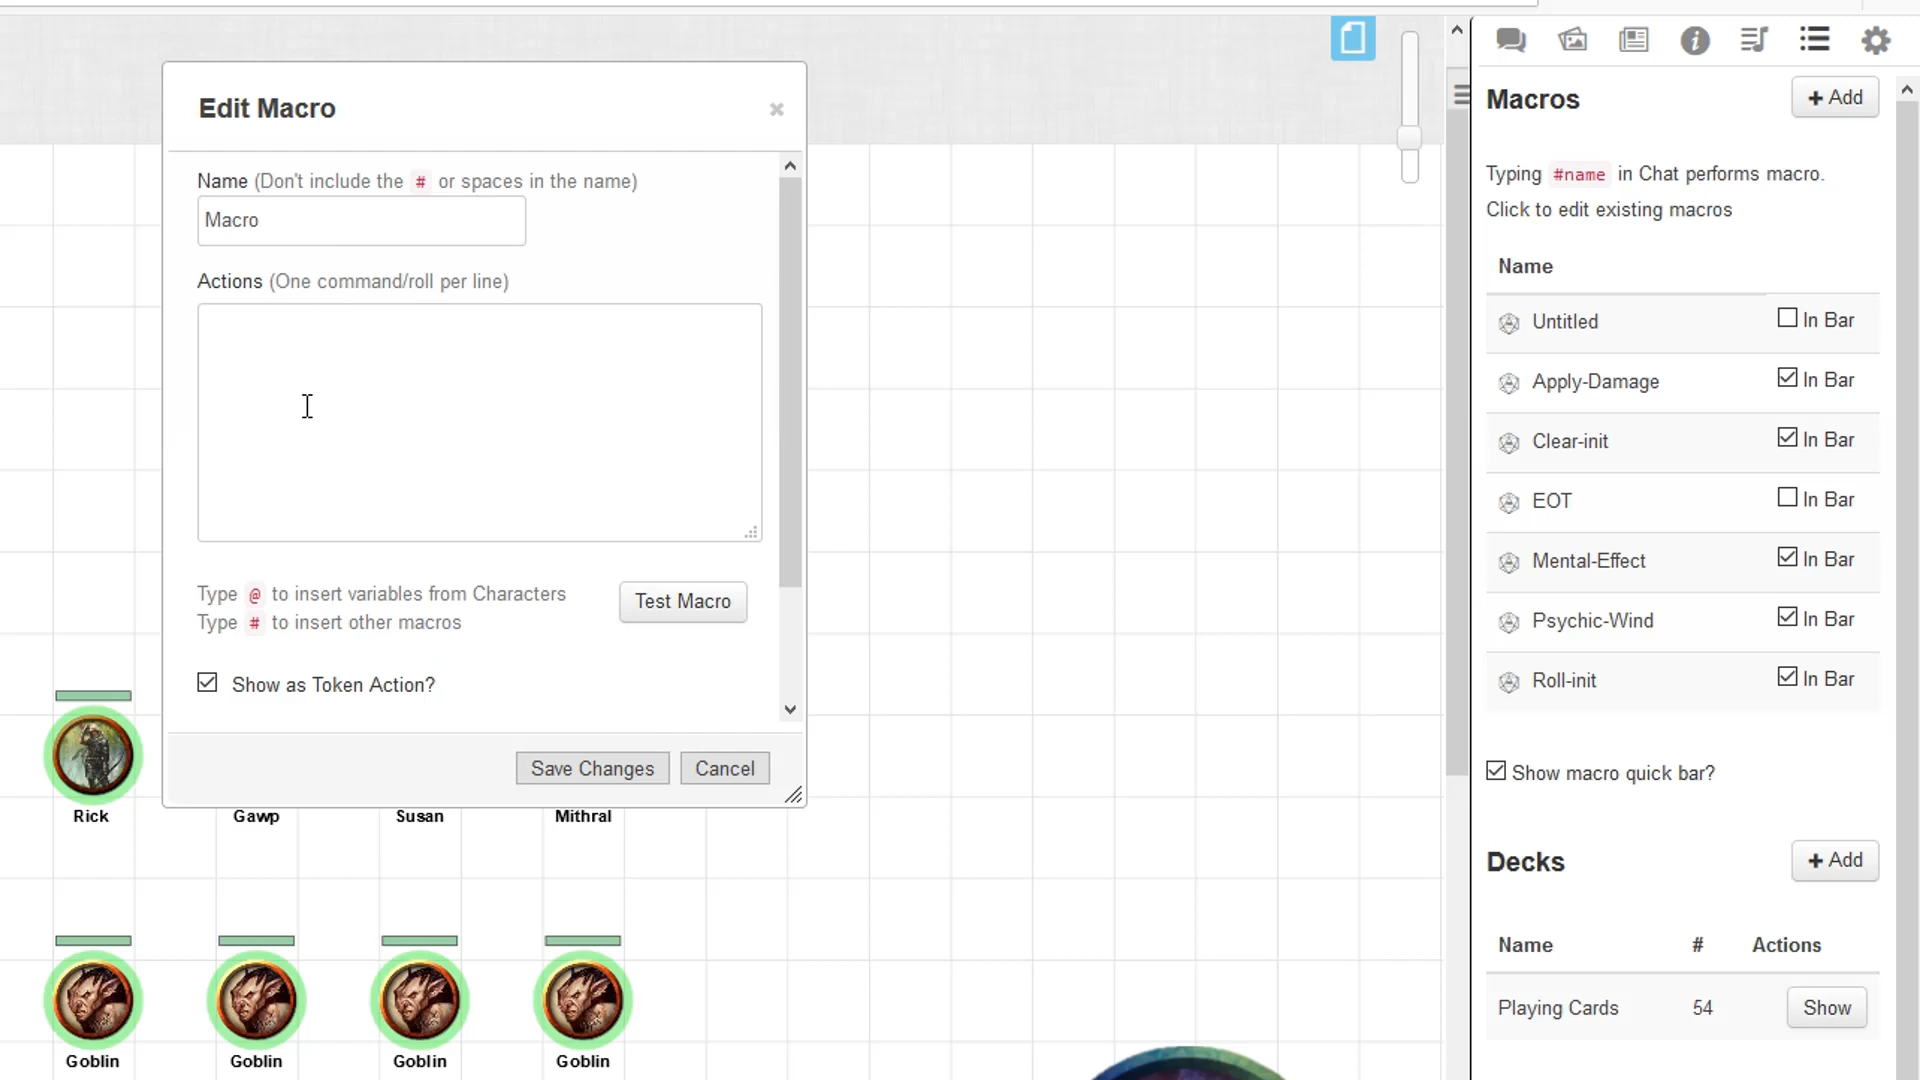 Edit Macro
×
Name (Don't include the # or spaces in the name)
Macro
Actions (One command/roll per line)
Type @ to insert variables from Characters
Type # to insert other macros
Test Macro
Show as Token Action?
Save Changes
Cancel
Rick
Gawp
Susan
Mithral
Goblin
Goblin
Goblin
Goblin
Macros
+ Add
Typing #name in Chat performs macro.
Click to edit existing macros
Name
Untitled
In Bar
Apply-Damage
In Bar
Clear-init
In Bar
EOT
In Bar
Mental-Effect
In Bar
Psychic-Wind
In Bar
Roll-init
In Bar
Show macro quick bar?
Decks
+ Add
Name # Actions
Playing Cards 54 Show